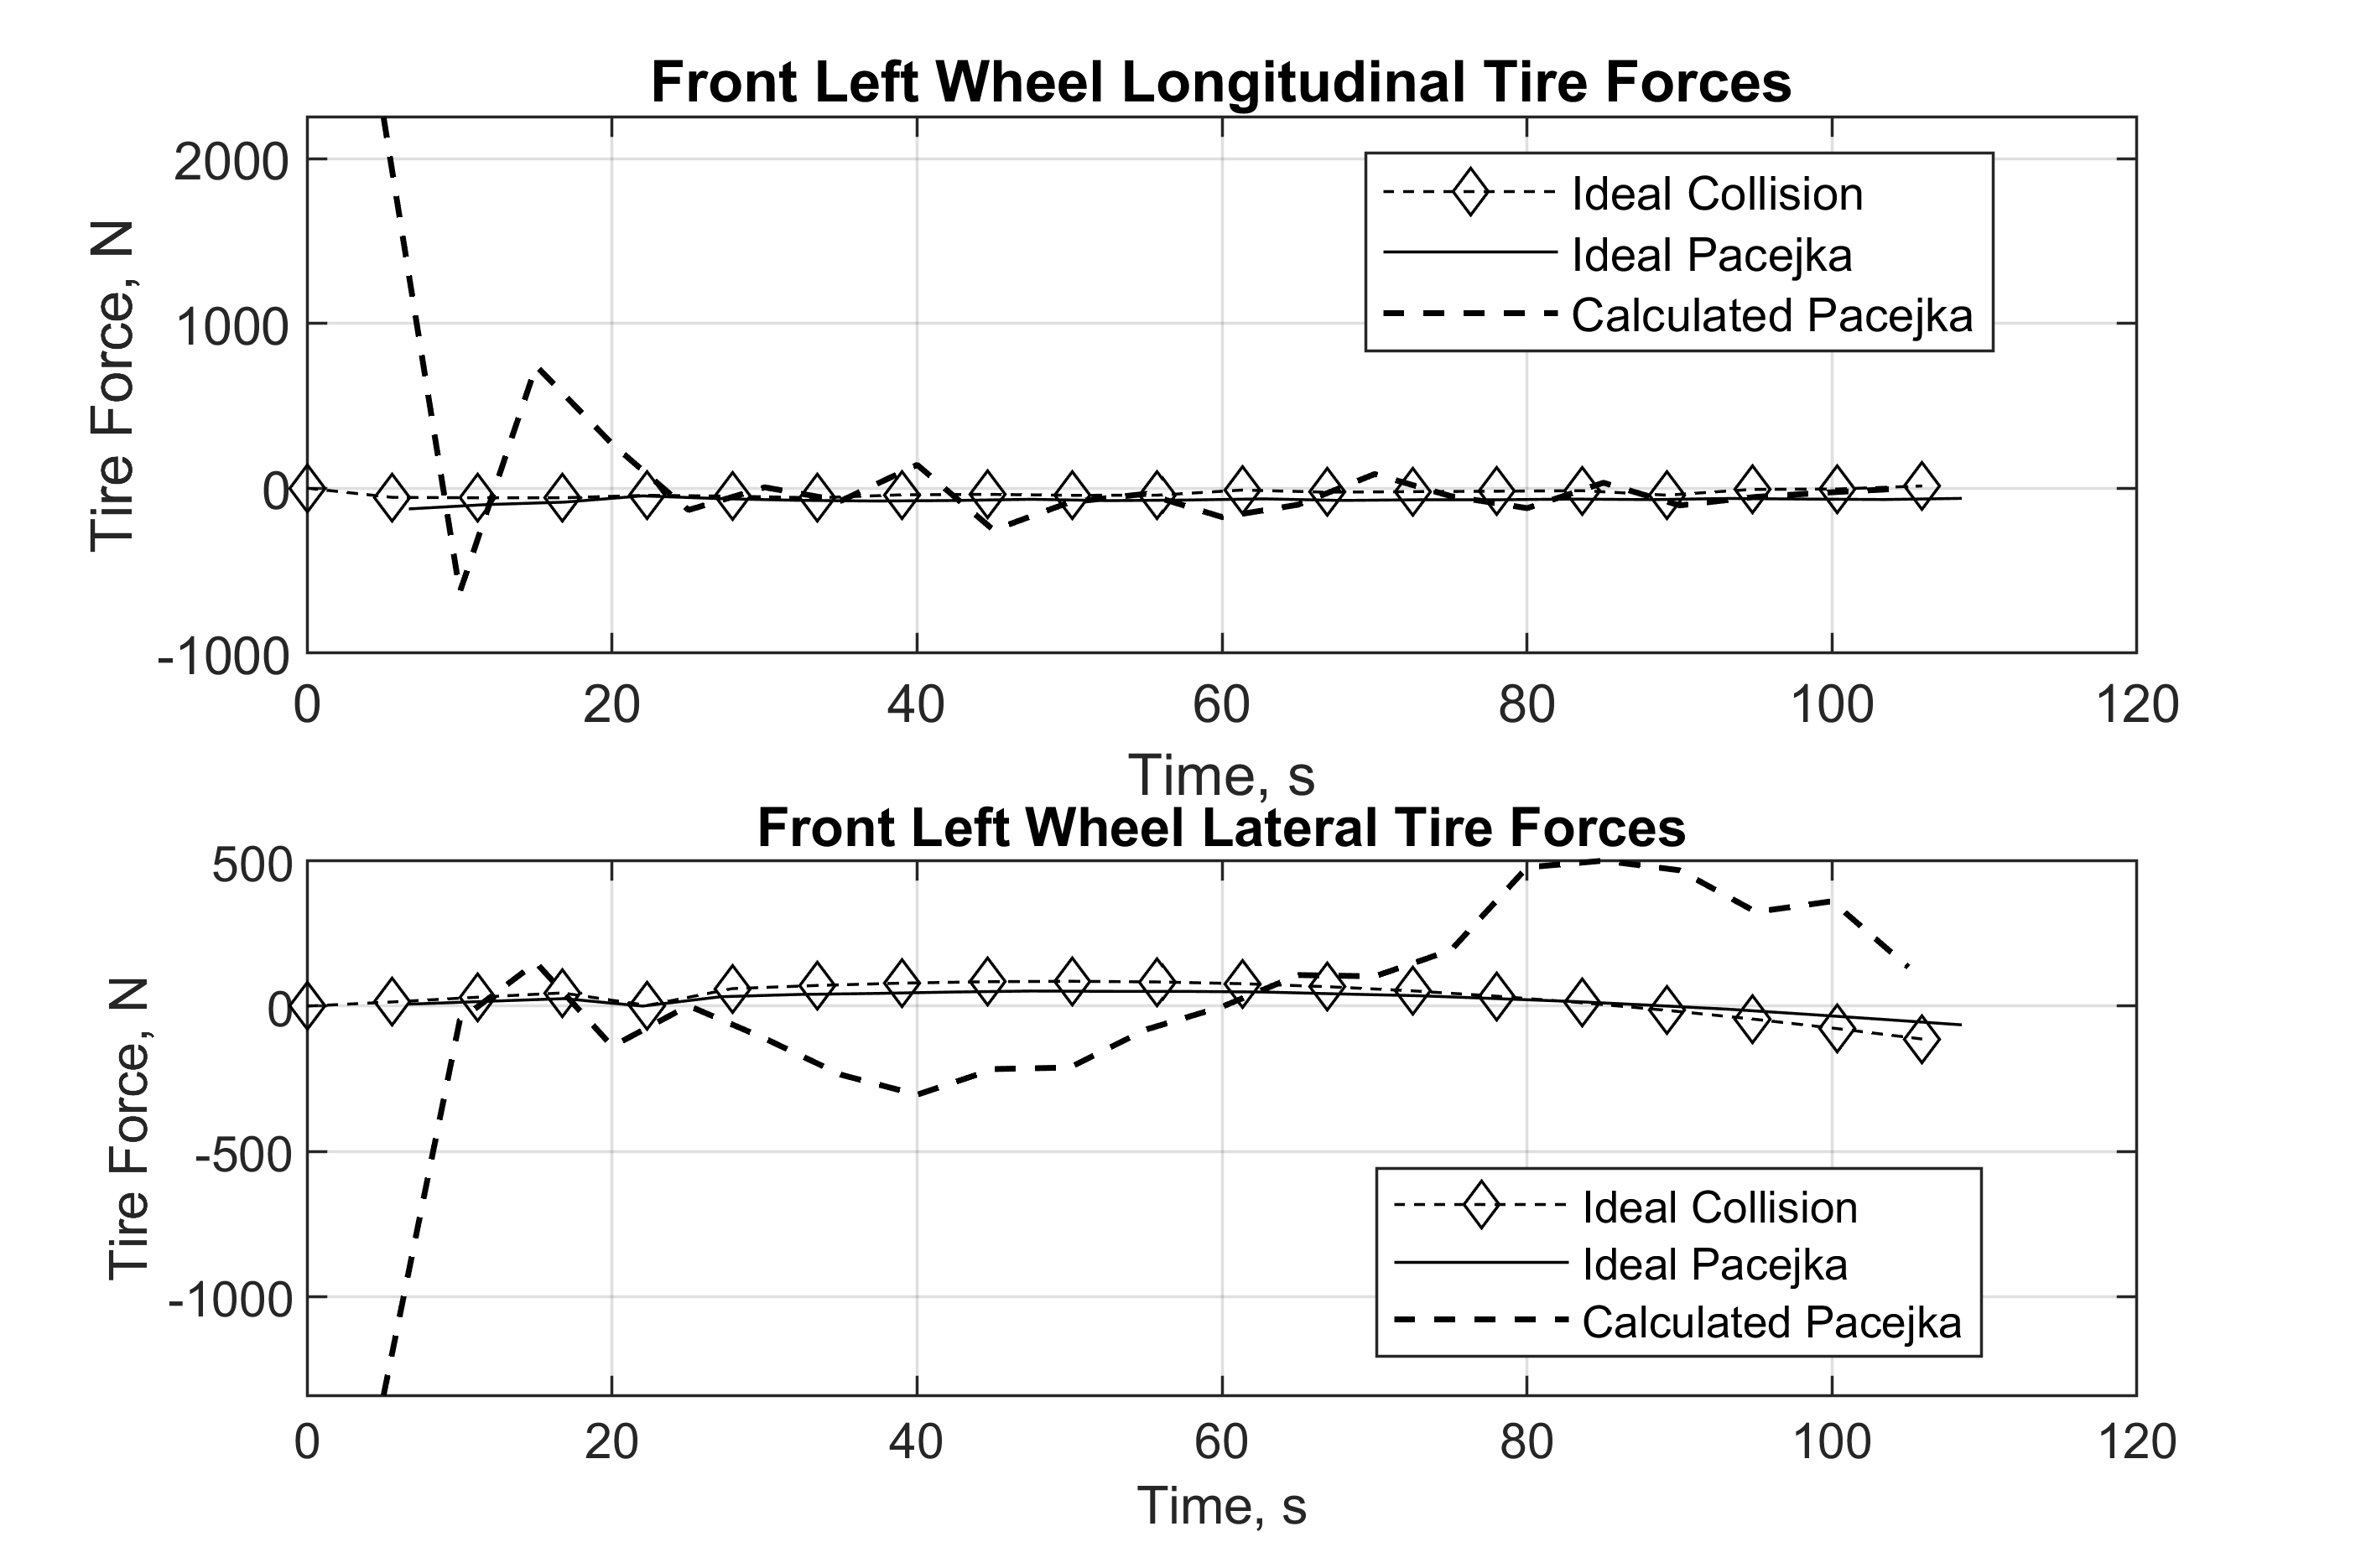 Front Left Wheel Longitudinal Tire Forces
2000
1000
0
-1000
Tire Force, N
Ideal Collision
Ideal Pacejka
Calculated Pacejka
0 20 40 60 80 100 120
Time, s
Front Left Wheel Lateral Tire Forces
500
0
-500
-1000
Tire Force, N
Ideal Collision
Ideal Pacejka
Calculated Pacejka
0 20 40 60 80 100 120
Time, s